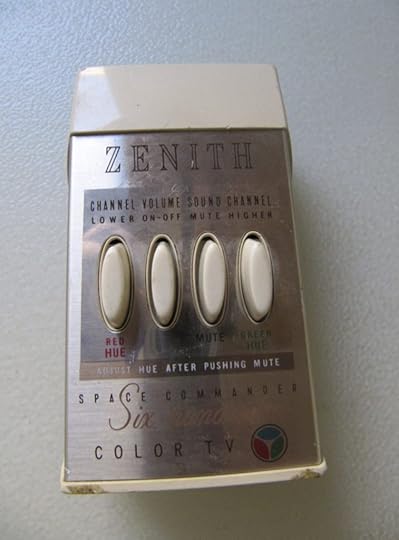 ZENITH
CHANNEL VOLUME SOUND CHANNEL
LOWER ON-OFF MUTE HIGHER
RED MUTE GREEN
HUE HUE
ADJUST HUE AFTER PUSHING MUTE
SPACE COMMANDER
Six
COLOR TV